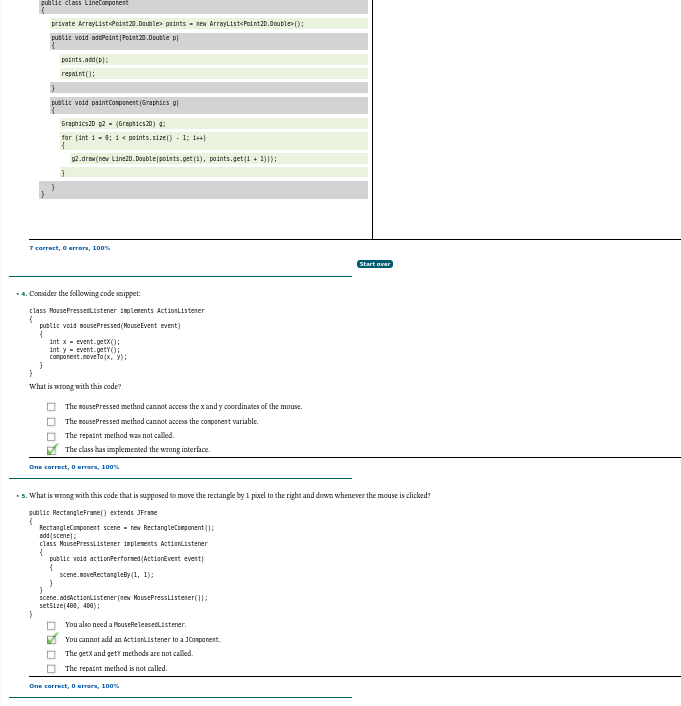 public class LineComponent
{
private ArrayList<Point2D.Double> points = new ArrayList<Point2D.Double>();
public void addPoint(Point2D.Double p)
{
points.add(p);
repaint();
}
public void paintComponent(Graphics g)
{
Graphics2D g2 = (Graphics2D) g;
for (int i = 0; i < points.size() - 1; i++)
{
g2.draw(new Line2D.Double(points.get(i), points.get(i + 1)));
}
}
}
7 correct, 0 errors, 100%
Start over
• 4. Consider the following code snippet:
class MousePressedListener implements ActionListener
{
public void mousePressed(MouseEvent event)
{
int x = event.getX();
int y = event.getY();
component.moveTo(x, y);
}
}
What is wrong with this code?
The mousePressed method cannot access the x and y coordinates of the mouse.
The mousePressed method cannot access the component variable.
The repaint method was not called.
The class has implemented the wrong interface.
One correct, 0 errors, 100%
• 5. What is wrong with this code that is supposed to move the rectangle by 1 pixel to the right and down whenever the mouse is clicked?
public RectangleFrame() extends JFrame
{
RectangleComponent scene = new RectangleComponent();
add(scene);
class MousePressListener implements ActionListener
{
public void actionPerformed(ActionEvent event)
{
scene.moveRectangleBy(1, 1);
}
}
scene.addActionListener(new MousePressListener());
setSize(400, 400);
}
You also need a MouseReleasedListener.
You cannot add an ActionListener to a JComponent.
The getX and getY methods are not called.
The repaint method is not called.
One correct, 0 errors, 100%